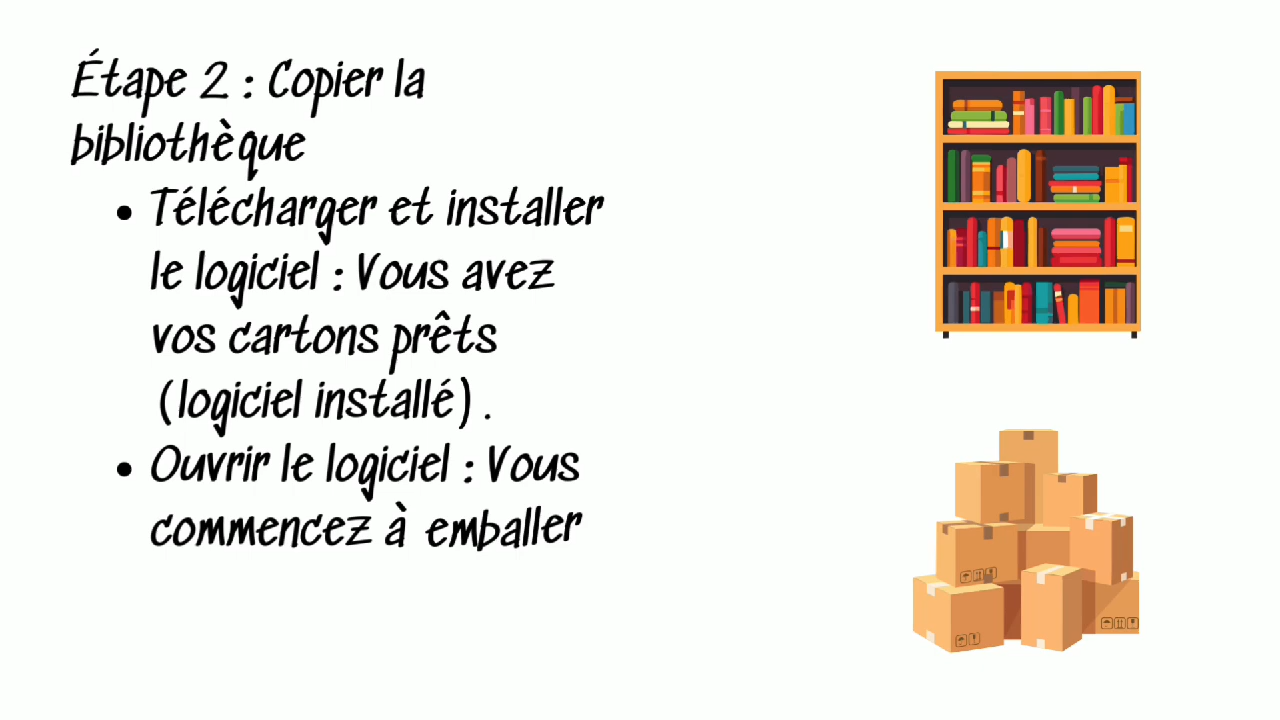 Étape 2 : Copier la
bibliothèque
• Télécharger et installer
le logiciel : Vous avez
vos cartons prêts
(logiciel installé) .
• Ouvrir le logiciel : Vous
commencez à emballer